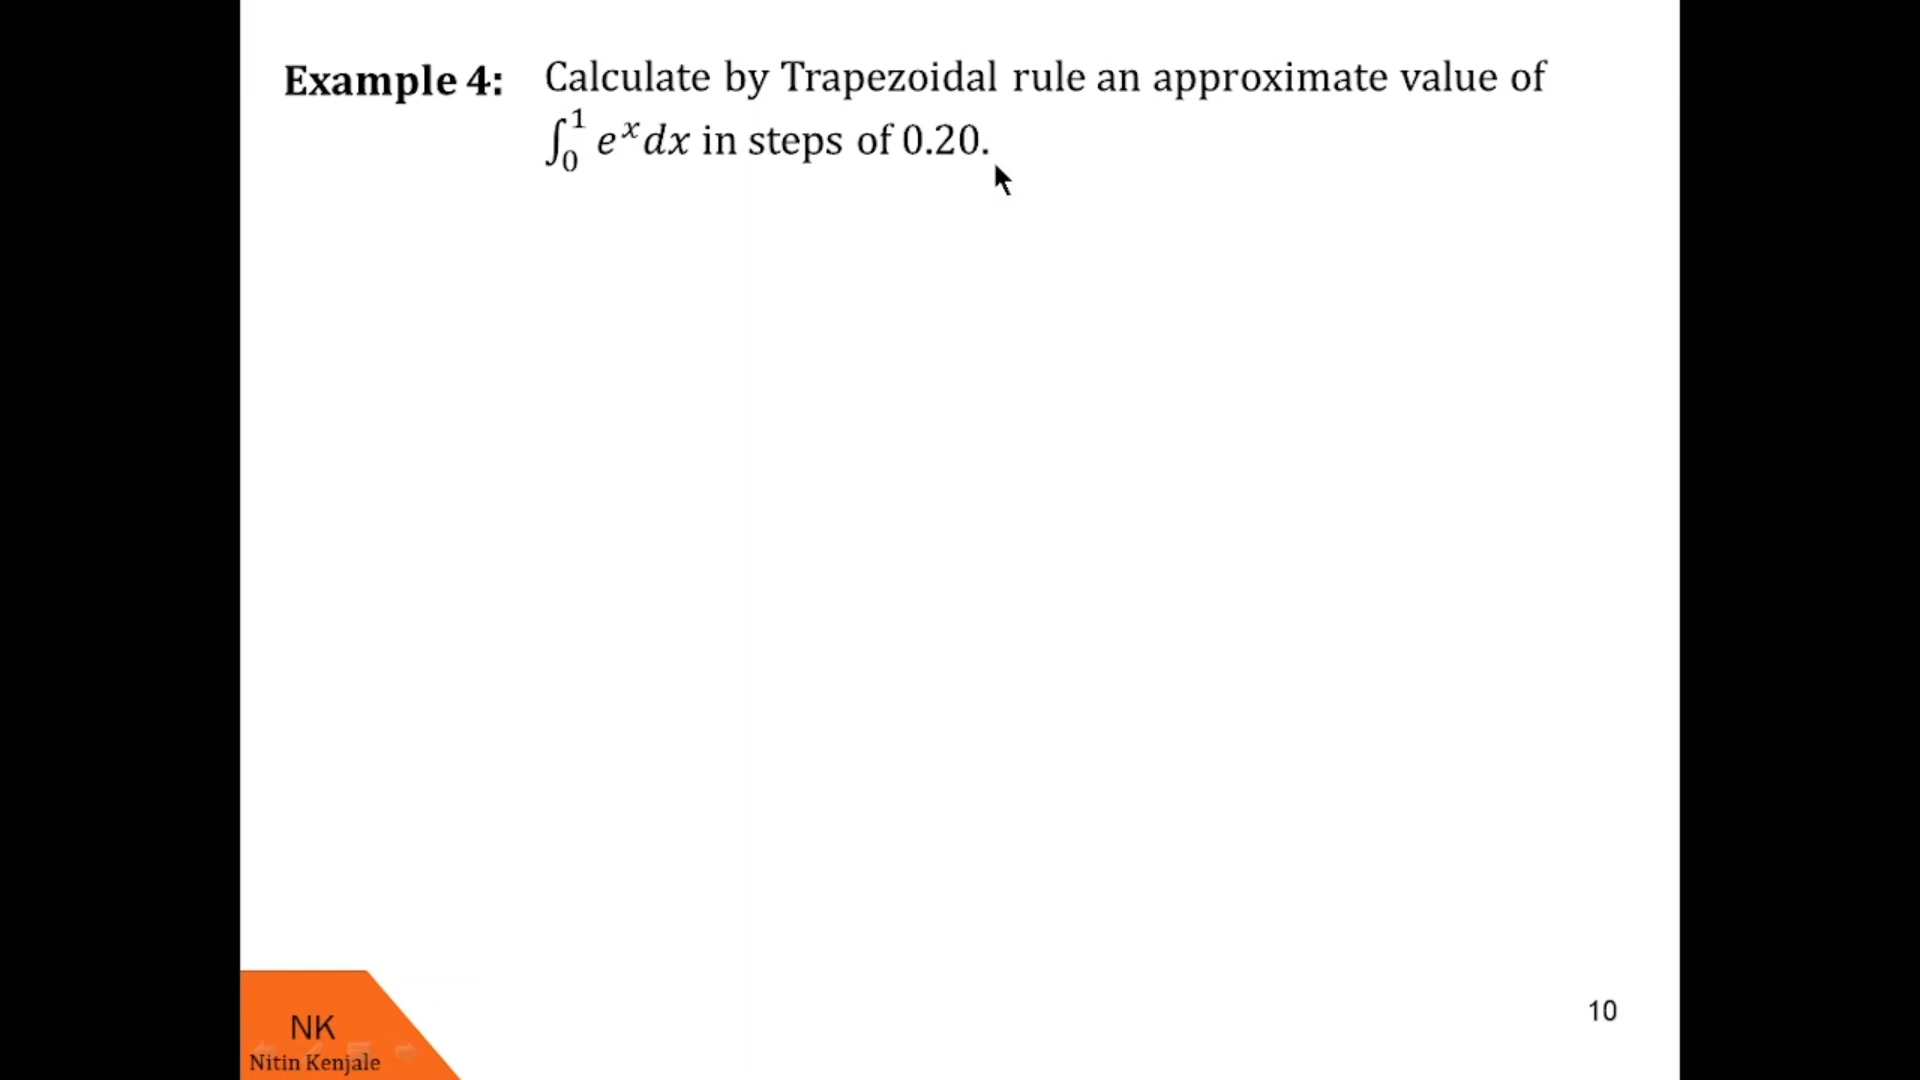 Example 4: Calculate by Trapezoidal rule an approximate value of
∫₀¹ eˣdx in steps of 0.20.
NK
Nitin Kenjale
10